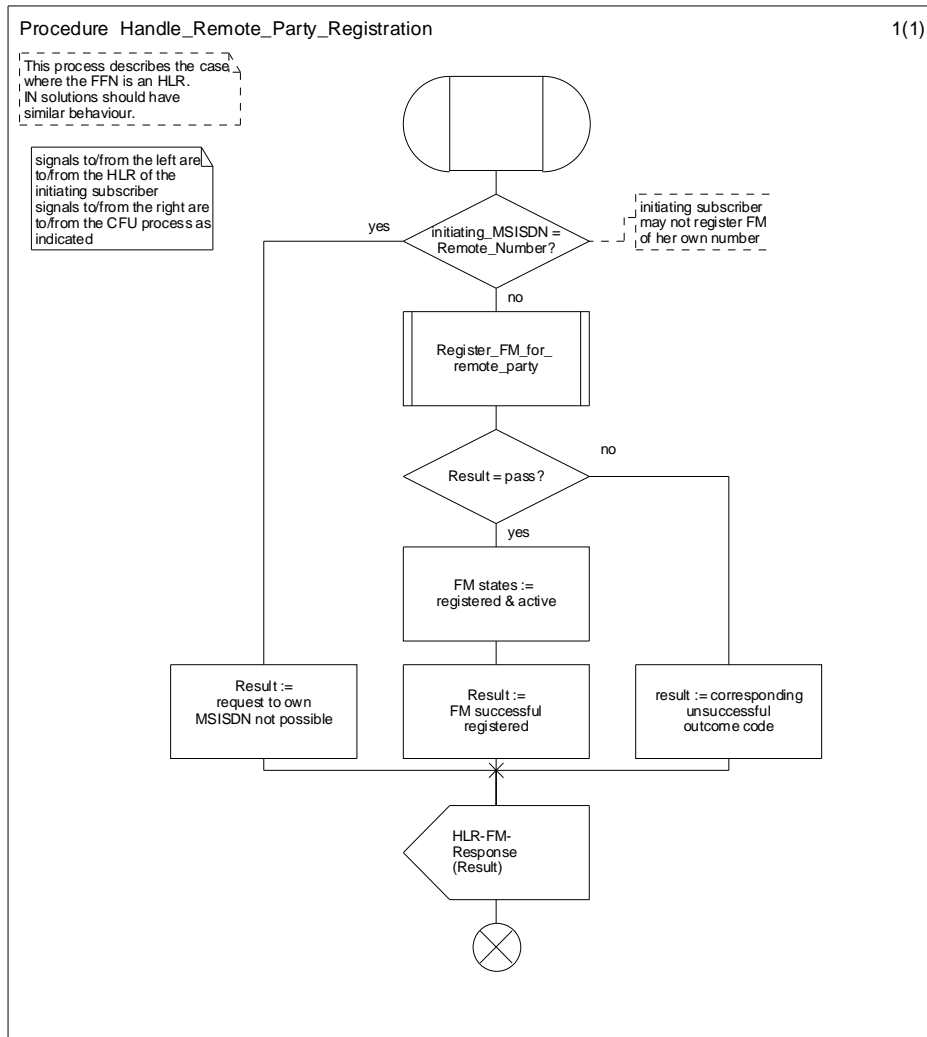 Procedure Handle_Remote_Party_Registration
1(1)
This process describes the case
where the FFN is an HLR.
IN solutions should have
similar behaviour.
signals to/from the left are
to/from the HLR of the
initiating subscriber
signals to/from the right are
to/from the CFU process as
indicated
yes
initiating_MSISDN =
Remote_Number?
initiating subscriber
may not register FM
of her own number
no
Register_FM_for_
remote_party
no
Result = pass?
yes
FM states :=
registered & active
Result :=
request to own
MSISDN not possible
Result :=
FM successful
registered
result := corresponding
unsuccessful
outcome code
HLR-FM-
Response
(Result)